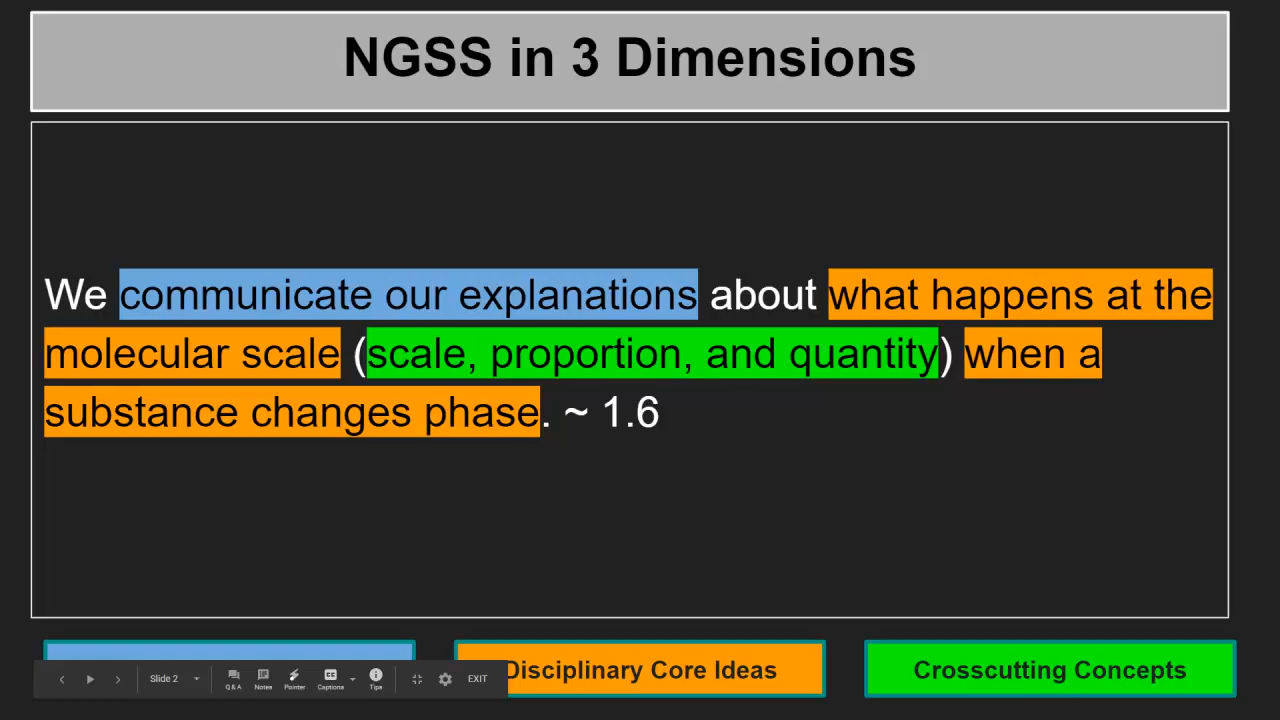 NGSS in 3 Dimensions
We communicate our explanations about what happens at the
molecular scale (scale, proportion, and quantity) when a
substance changes phase. ~ 1.6
Disciplinary Core Ideas
Crosscutting Concepts
Slide 2
Q & A
Notes
Pointer
CC
Captions
Tips
EXIT